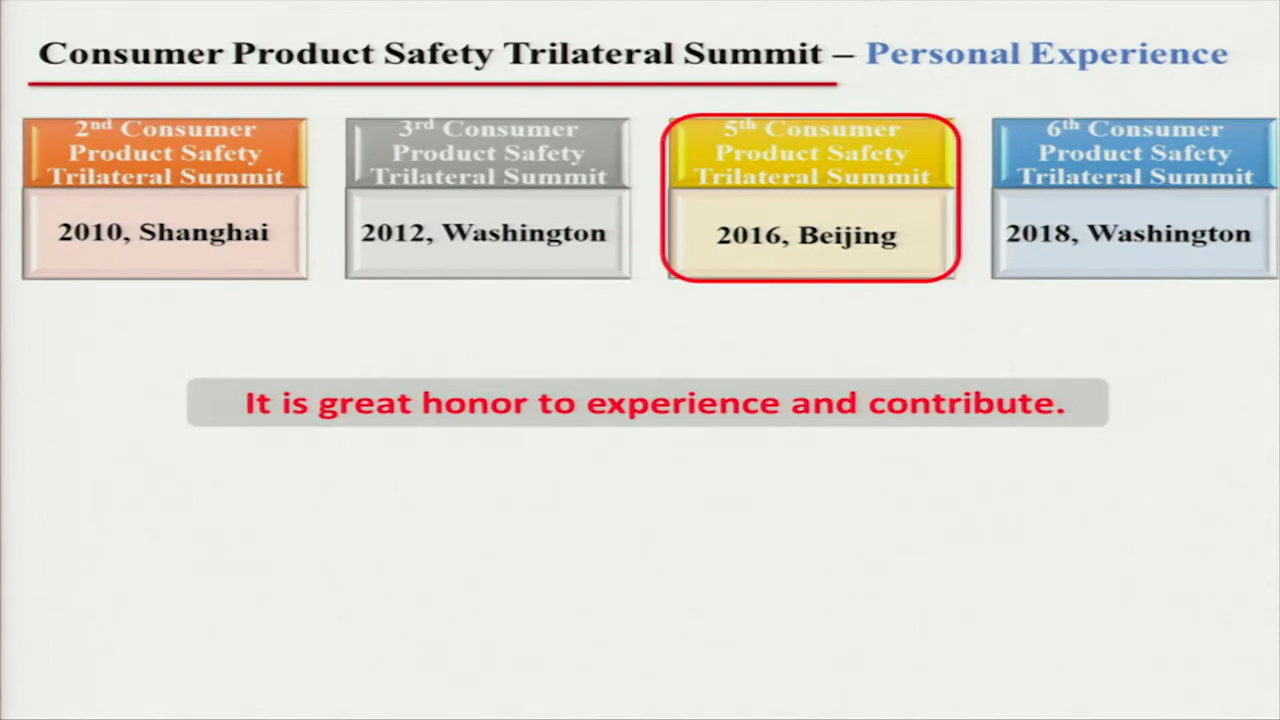 Consumer Product Safety Trilateral Summit – Personal Experience
2nd Consumer
Product Safety
Trilateral Summit
2010, Shanghai
3rd Consumer
Product Safety
Trilateral Summit
2012, Washington
5th Consumer
Product Safety
Trilateral Summit
2016, Beijing
6th Consumer
Product Safety
Trilateral Summit
2018, Washington
It is great honor to experience and contribute.